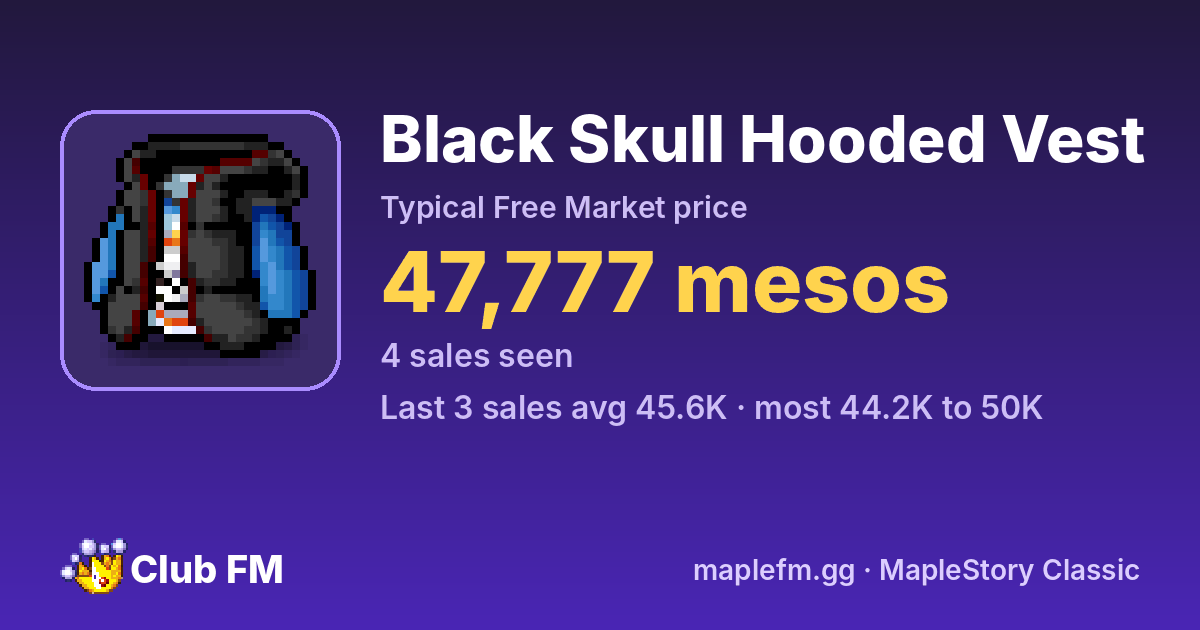 Black Skull Hooded Vest
Typical Free Market price
47,777 mesos
4 sales seen
Last 3 sales avg 45.6K · most 44.2K to 50K
Club FM
maplefm.gg · MapleStory Classic